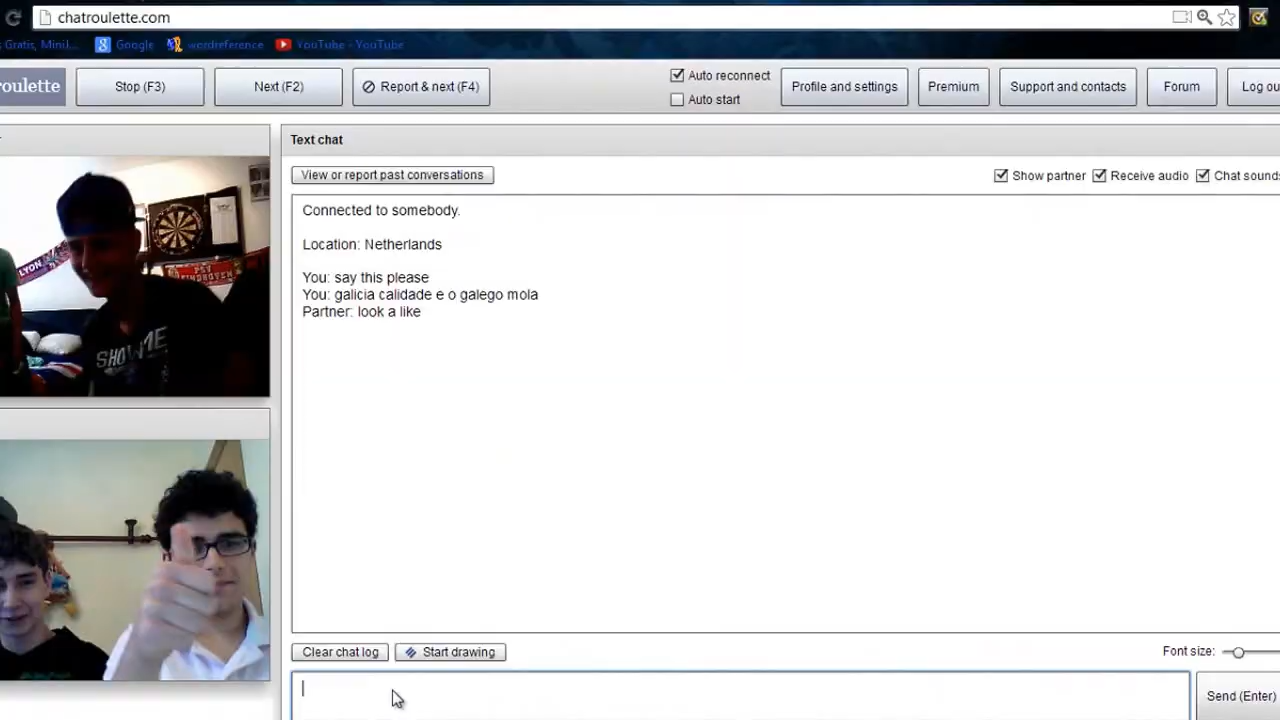 chatroulette.com
Gratis, MiniJ... Google wordreference YouTube - YouTube
roulette Stop (F3) Next (F2) Report & next (F4) Auto reconnect Auto start Profile and settings Premium Support and contacts Forum Log ou
Text chat
View or report past conversations Show partner Receive audio Chat sound
Connected to somebody.
Location: Netherlands
You: say this please
You: galicia calidade e o galego mola
Partner: look a like
LYON
PSV
EINDHOVEN
SHOW ME
Clear chat log Start drawing Font size:
Send (Enter)